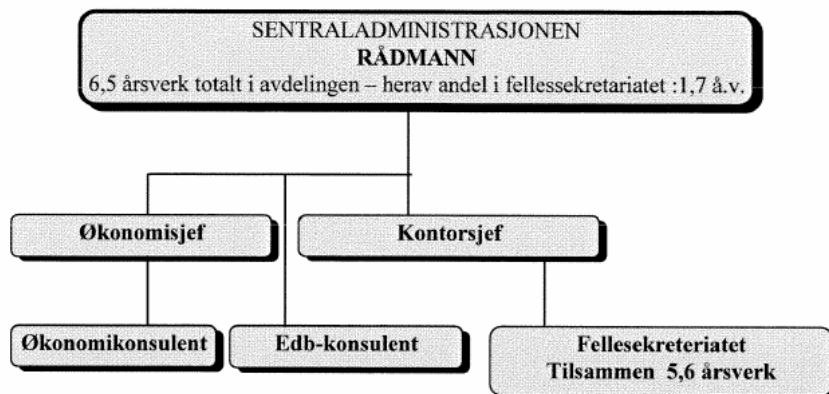 SENTRALADMINISTRASJONEN
RÅDMANN
6,5 årsverk totalt i avdelingen – herav andel i fellessekretariatet :1,7 å.v.
Økonomisjef
Kontorsjef
Økonomikonsulent
Edb-konsulent
Fellesekreteriatet
Tilsammen 5,6 årsverk